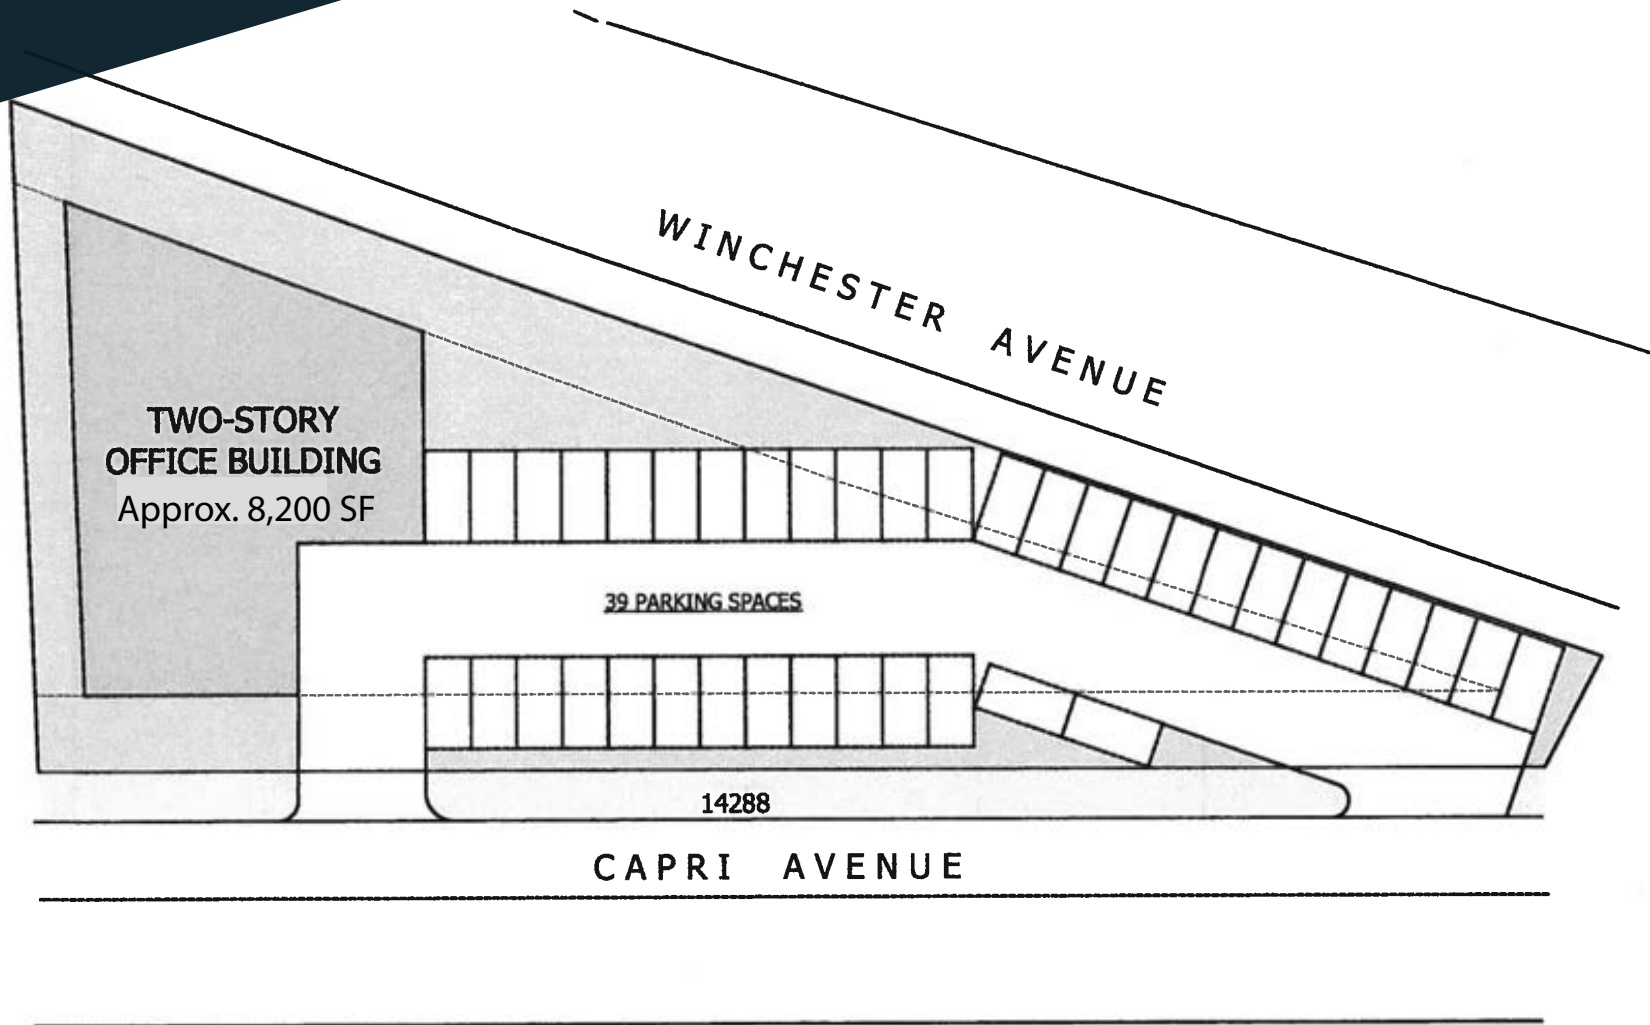 WINCHESTER AVENUE
TWO-STORY
OFFICE BUILDING
Approx. 8,200 SF
39 PARKING SPACES
14288
CAPRI AVENUE